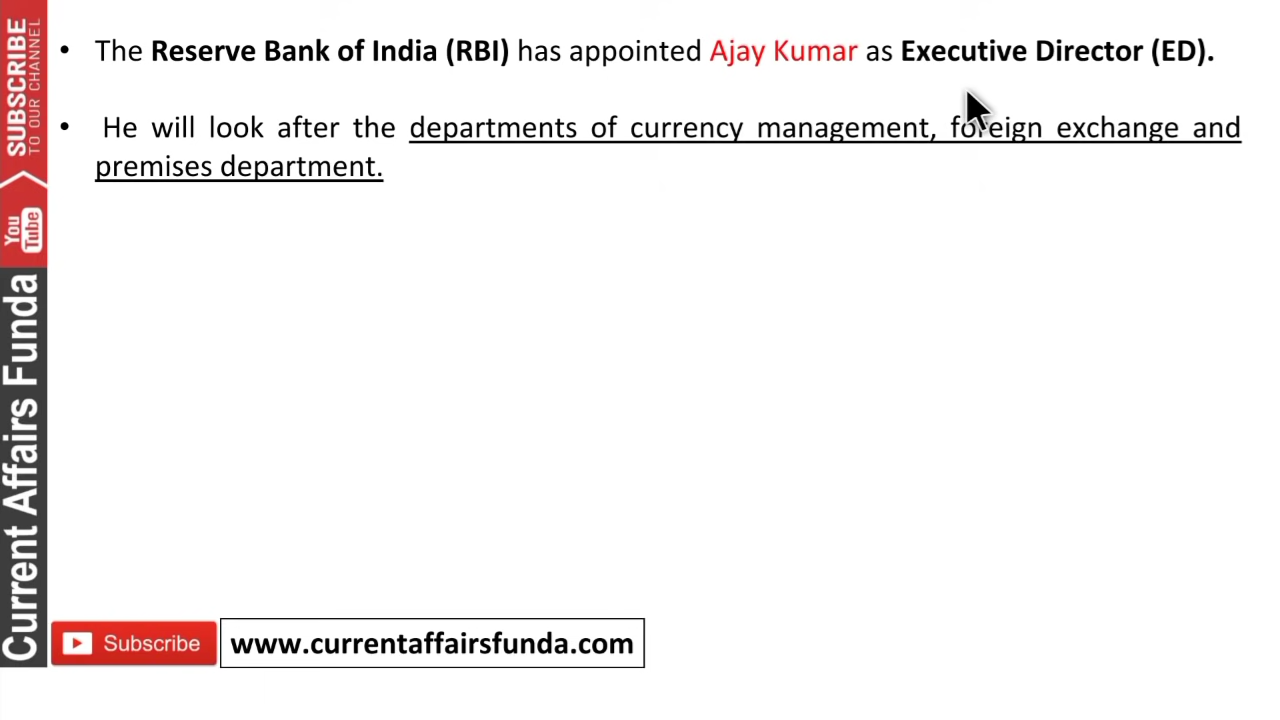 • The Reserve Bank of India (RBI) has appointed Ajay Kumar as Executive Director (ED).
• He will look after the departments of currency management, foreign exchange and
premises department.
SUBSCRIBE
TO OUR CHANNEL
You
Tube
Current Affairs Funda
Subscribe
www.currentaffairsfunda.com